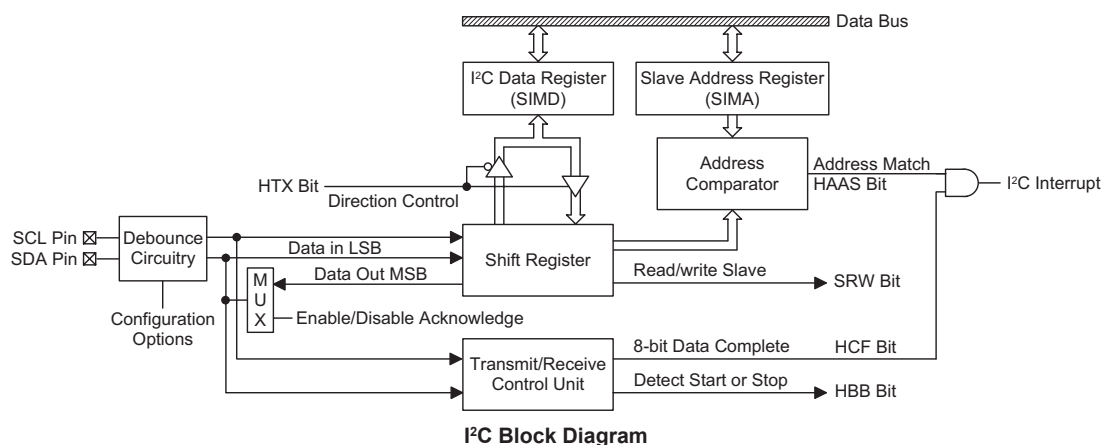 Data Bus
I²C Data Register
(SIMD)
Slave Address Register
(SIMA)
HTX Bit
Direction Control
Address
Comparator
Address Match
HAAS Bit
I²C Interrupt
SCL Pin
SDA Pin
Debounce
Circuitry
Data in LSB
Shift Register
Data Out MSB
Read/write Slave
SRW Bit
M
U
X
Configuration
Options
Enable/Disable Acknowledge
Transmit/Receive
Control Unit
8-bit Data Complete
HCF Bit
Detect Start or Stop
HBB Bit
I²C Block Diagram